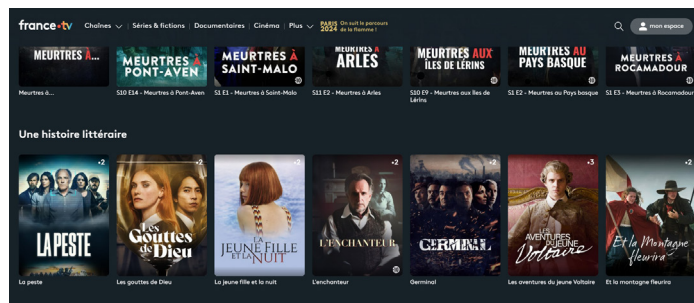 france•tv
Chaînes
Séries & fictions
Documentaires
Cinéma
Plus
PARIS 2024
On suit le parcours de la flamme !
mon espace
MEURTRES À...
MEURTRES À PONT-AVEN
MEURTRES À SAINT-MALO
MEURTRES À ARLES
MEURTRES AUX ÎLES DE LÉRINS
MEURTRES AU PAYS BASQUE
MEURTRES À ROCAMADOUR
Meurtres à...
S10 E14 - Meurtres à Pont-Aven
S1 E1 - Meurtres à Saint-Malo
S11 E2 - Meurtres à Arles
S10 E9 - Meurtres aux îles de
Lérins
S1 E2 - Meurtres au Pays basque
S1 E3 - Meurtres à Rocamadour
Une histoire littéraire
•2
LA PESTE
•2
Les
Gouttes
de Dieu
•3
LA
JEUNE FILLE
ET LA NUIT
•2
L'ENCHANTEUR
•2
GERMINAL
•3
LES
AVENTURES
DU JEUNE
Voltaire
•2
Et la Montagne
fleurira
La peste
Les gouttes de Dieu
La jeune fille et la nuit
L'enchanteur
Germinal
Les aventures du jeune Voltaire
Et la montagne fleurira